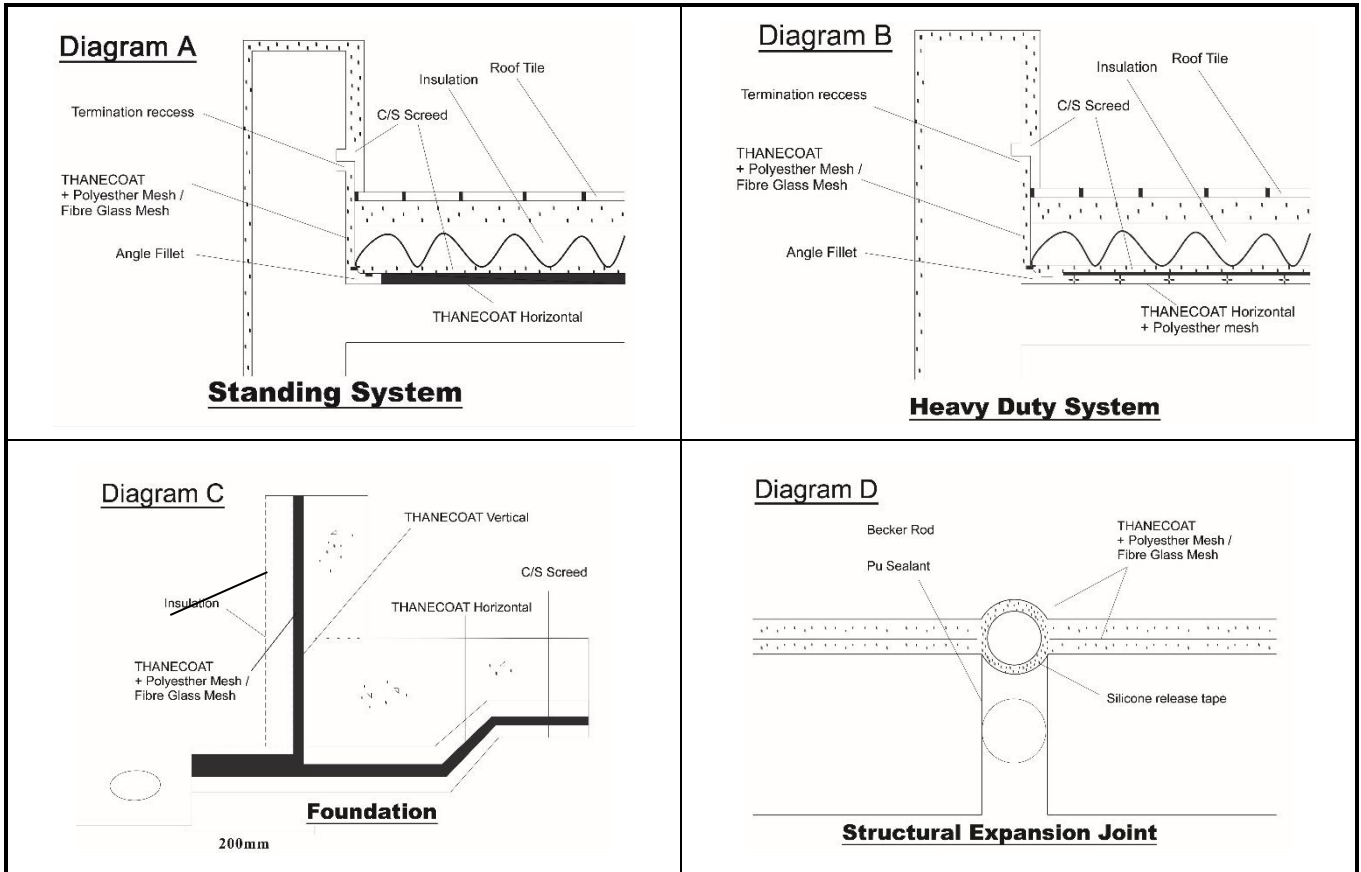 Diagram A
Insulation
Roof Tile
Termination reccess
C/S Screed
THANECOAT
+ Polyesther Mesh /
Fibre Glass Mesh
Angle Fillet
THANECOAT Horizontal
Standing System
Diagram B
Insulation
Roof Tile
Termination reccess
C/S Screed
THANECOAT
+ Polyesther Mesh /
Fibre Glass Mesh
Angle Fillet
THANECOAT Horizontal
+ Polyesther mesh
Heavy Duty System
Diagram C
THANECOAT Vertical
C/S Screed
Insulation
THANECOAT Horizontal
THANECOAT
+ Polyesther Mesh /
Fibre Glass Mesh
Foundation
200mm
Diagram D
Becker Rod
THANECOAT
+ Polyesther Mesh /
Fibre Glass Mesh
Pu Sealant
Silicone release tape
Structural Expansion Joint